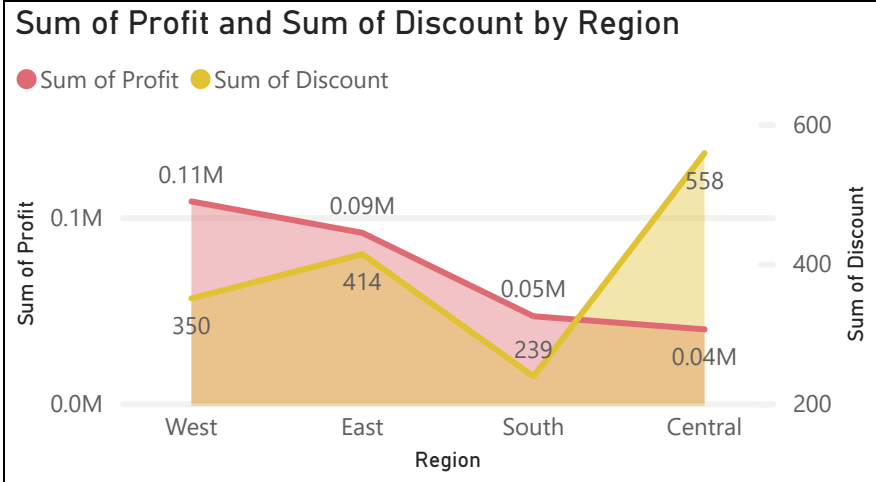 Sum of Profit and Sum of Discount by Region
Sum of Profit Sum of Discount
600
0.11M
558
0.09M
0.1M
Sum of Profit
Sum of Discount
400
414
0.05M
350
239
0.04M
0.0M
200
West East South Central
Region